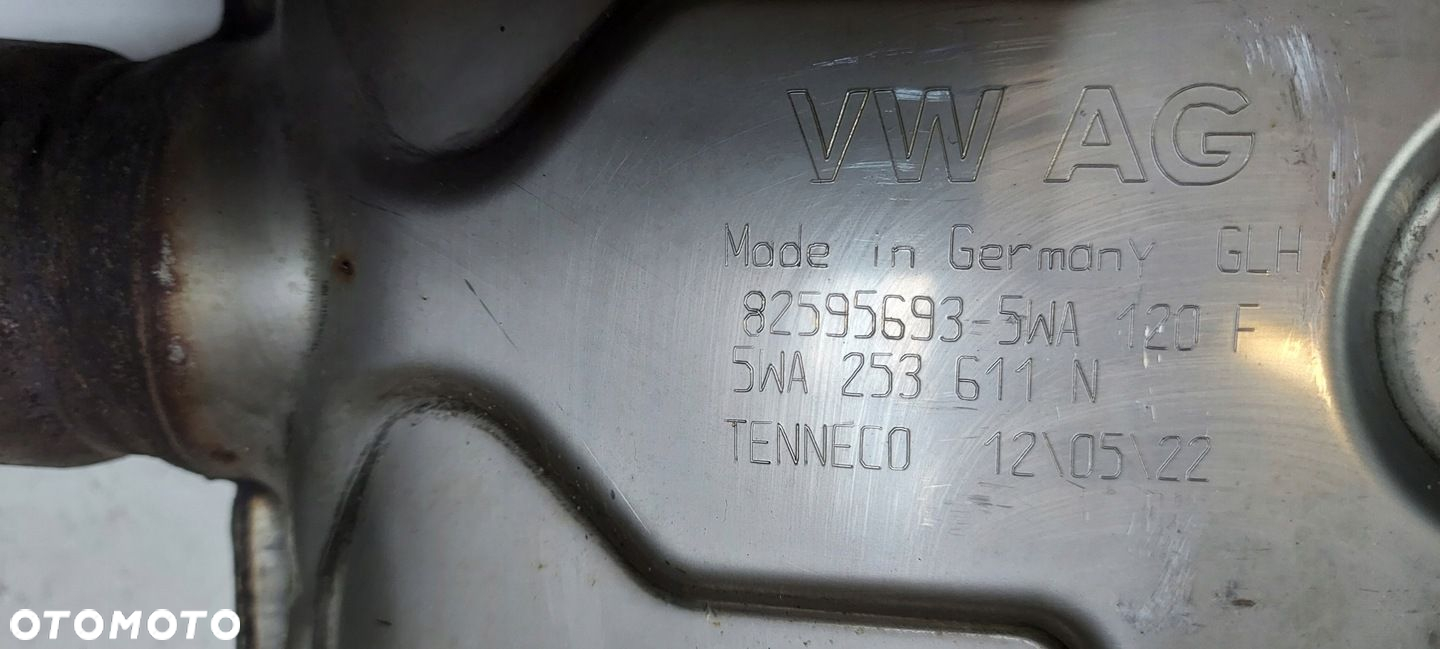 VW AG
Made in Germany GLH
82595693-5WA 120 F
5WA 253 611 N
TENNECO 12\05\22
OTOMOTO